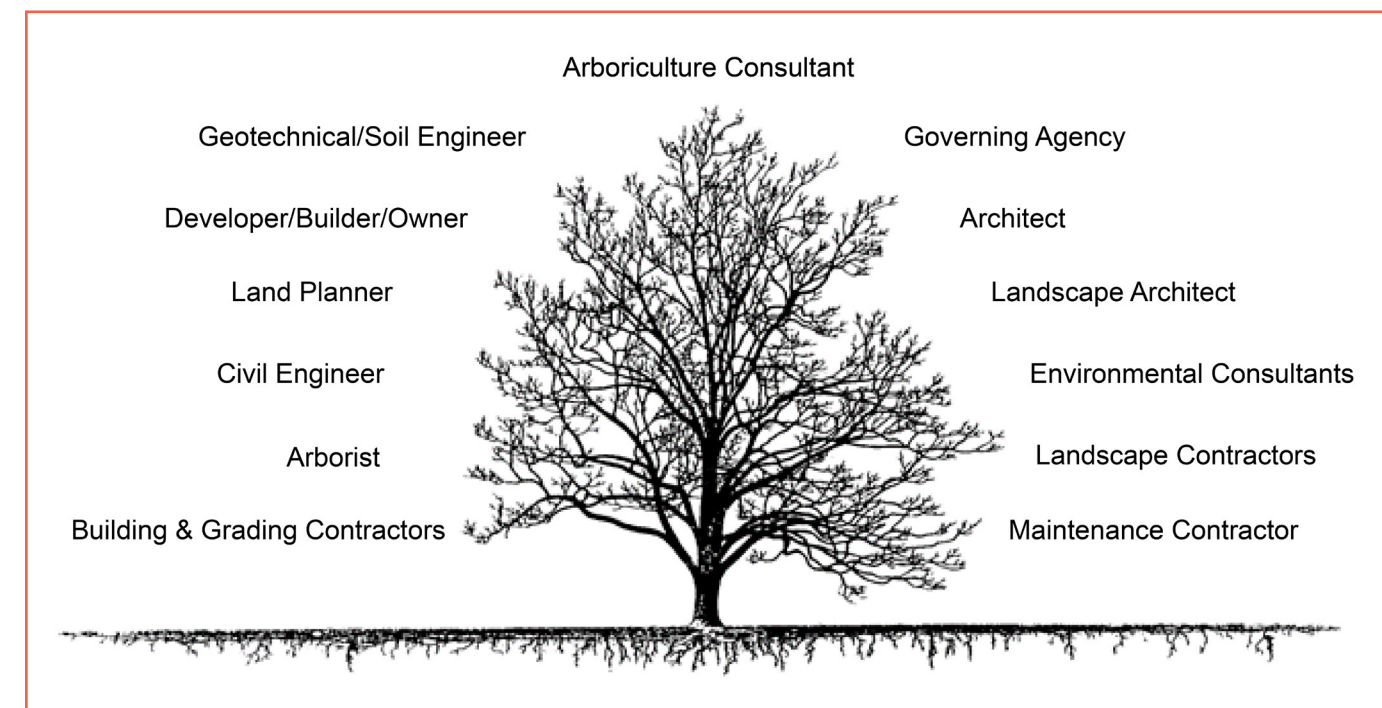 Arboriculture Consultant
Geotechnical/Soil Engineer
Governing Agency
Developer/Builder/Owner
Architect
Land Planner
Landscape Architect
Civil Engineer
Environmental Consultants
Arborist
Landscape Contractors
Building & Grading Contractors
Maintenance Contractor